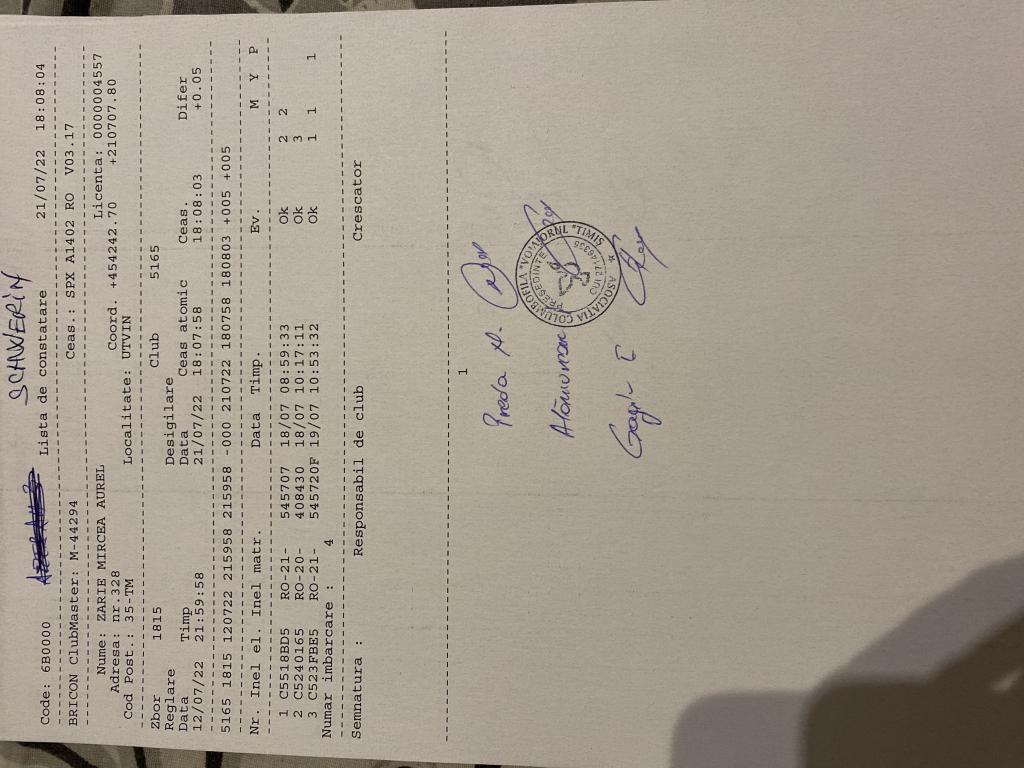 SCHWERIN
Code: 6B0000 Lista de constatare 21/07/22 18:08:04
BRICON ClubMaster: M-44294 Ceas.: SPX A1402 RO V03.17
Nume: ZARIE MIRCEA AUREL Licenta: 0000004557
Adresa: nr.328 Coord. +454242.70 +210707.80
Cod Post.: 35-TM Localitate: UTVIN
Zbor 1815 Club 5165
Reglare Desigilare
Data Timp Data Ceas atomic Ceas. Difer
12/07/22 21:59:58 21/07/22 18:07:58 18:08:03 +0.05
5165 1815 120722 215958 215958 -000 210722 180758 180803 +005 +005
Nr. Inel el. Inel matr. Data Timp. Ev. M Y P
1 C5518BD5 RO-21- 545707 18/07 08:59:33 Ok 2 2
2 C5240165 RO-20- 408430 18/07 10:17:11 Ok 3
3 C523FBE5 RO-21- 545720F 19/07 10:53:32 Ok 1 1 1
Numar imbarcare : 4
Semnatura : Responsabil de club Crescator
1
Preda A.
ASOCIATIA COLUMBOFILA "VOIAJORUL" TIMIS
PRESEDINTE